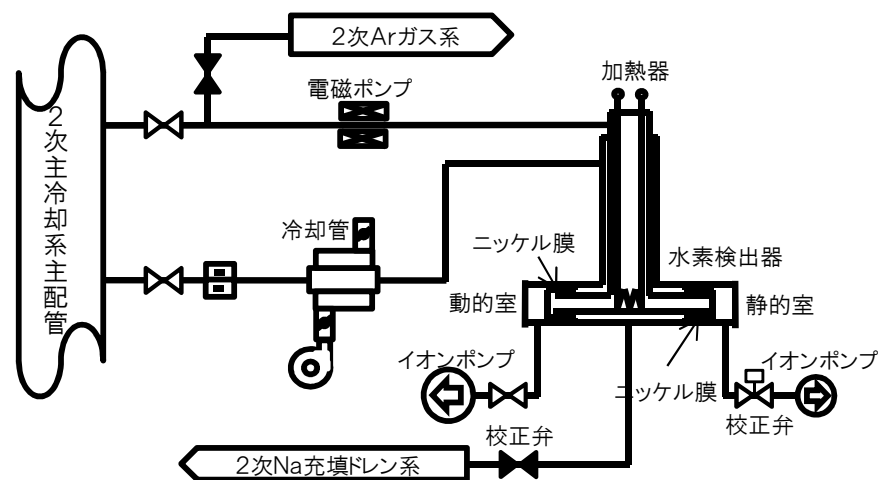 2次Arガス系
加熱器
電磁ポンプ
2次主冷却系主配管
冷却管
ニッケル膜
水素検出器
動的室
静的室
イオンポンプ
イオンポンプ
ニッケル膜
校正弁
校正弁
2次Na充填ドレン系